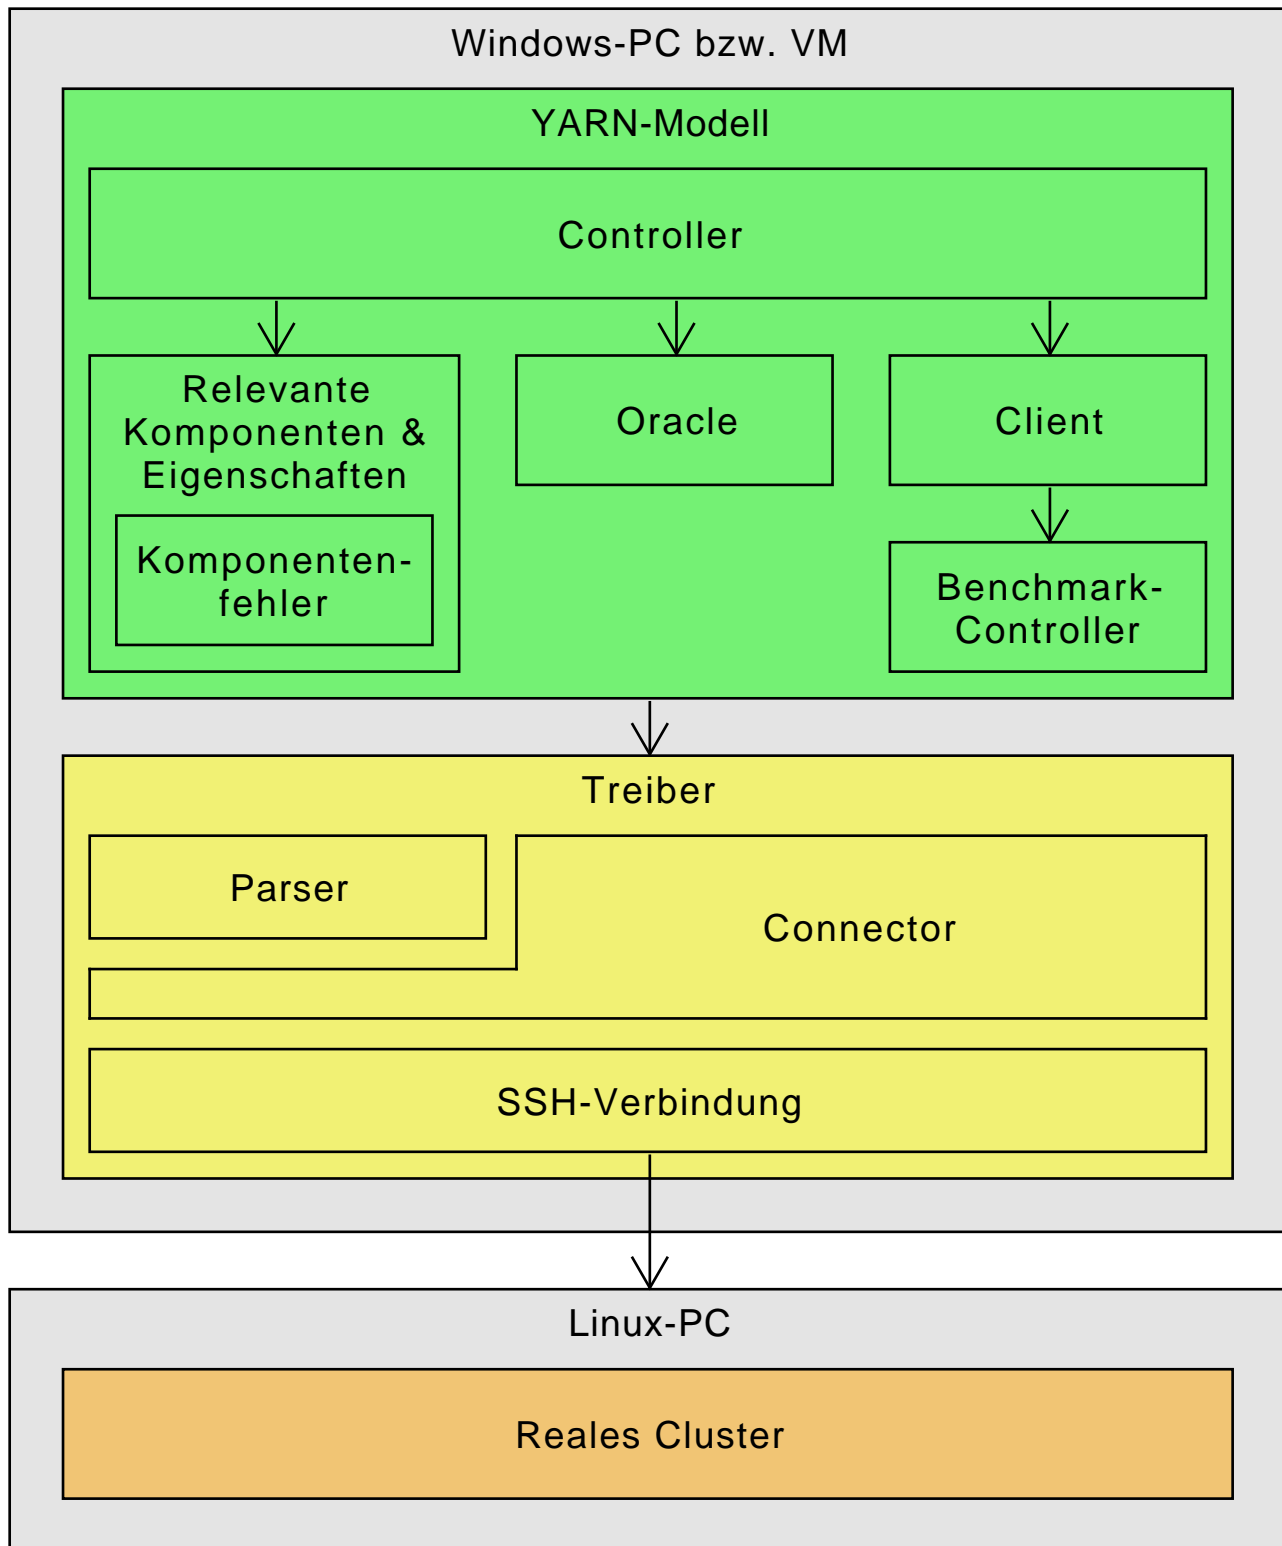 Windows-PC bzw. VM
YARN-Modell
Controller
Relevante
Komponenten &
Eigenschaften
Komponenten-
fehler
Oracle
Client
Benchmark-
Controller
Treiber
Parser
Connector
SSH-Verbindung
Linux-PC
Reales Cluster